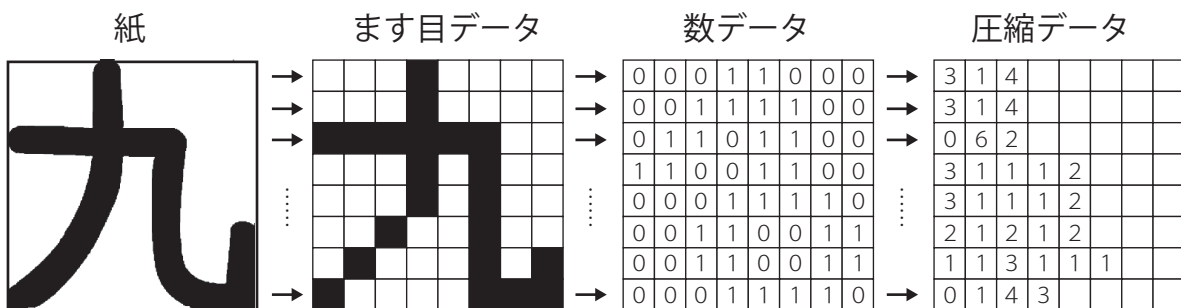 紙 ます目データ 数データ 圧縮データ
九
0 0 0 1 1 0 0 0 3 1 4
0 0 1 1 1 1 0 0 3 1 4
0 1 1 0 1 1 0 0 0 6 2
1 1 0 0 1 1 0 0 3 1 1 1 2
0 0 0 1 1 1 1 0 3 1 1 1 2
0 0 1 1 0 0 1 1 2 1 2 1 2
0 0 1 1 0 0 1 1 1 1 3 1 1 1
0 0 0 1 1 1 1 0 0 1 4 3